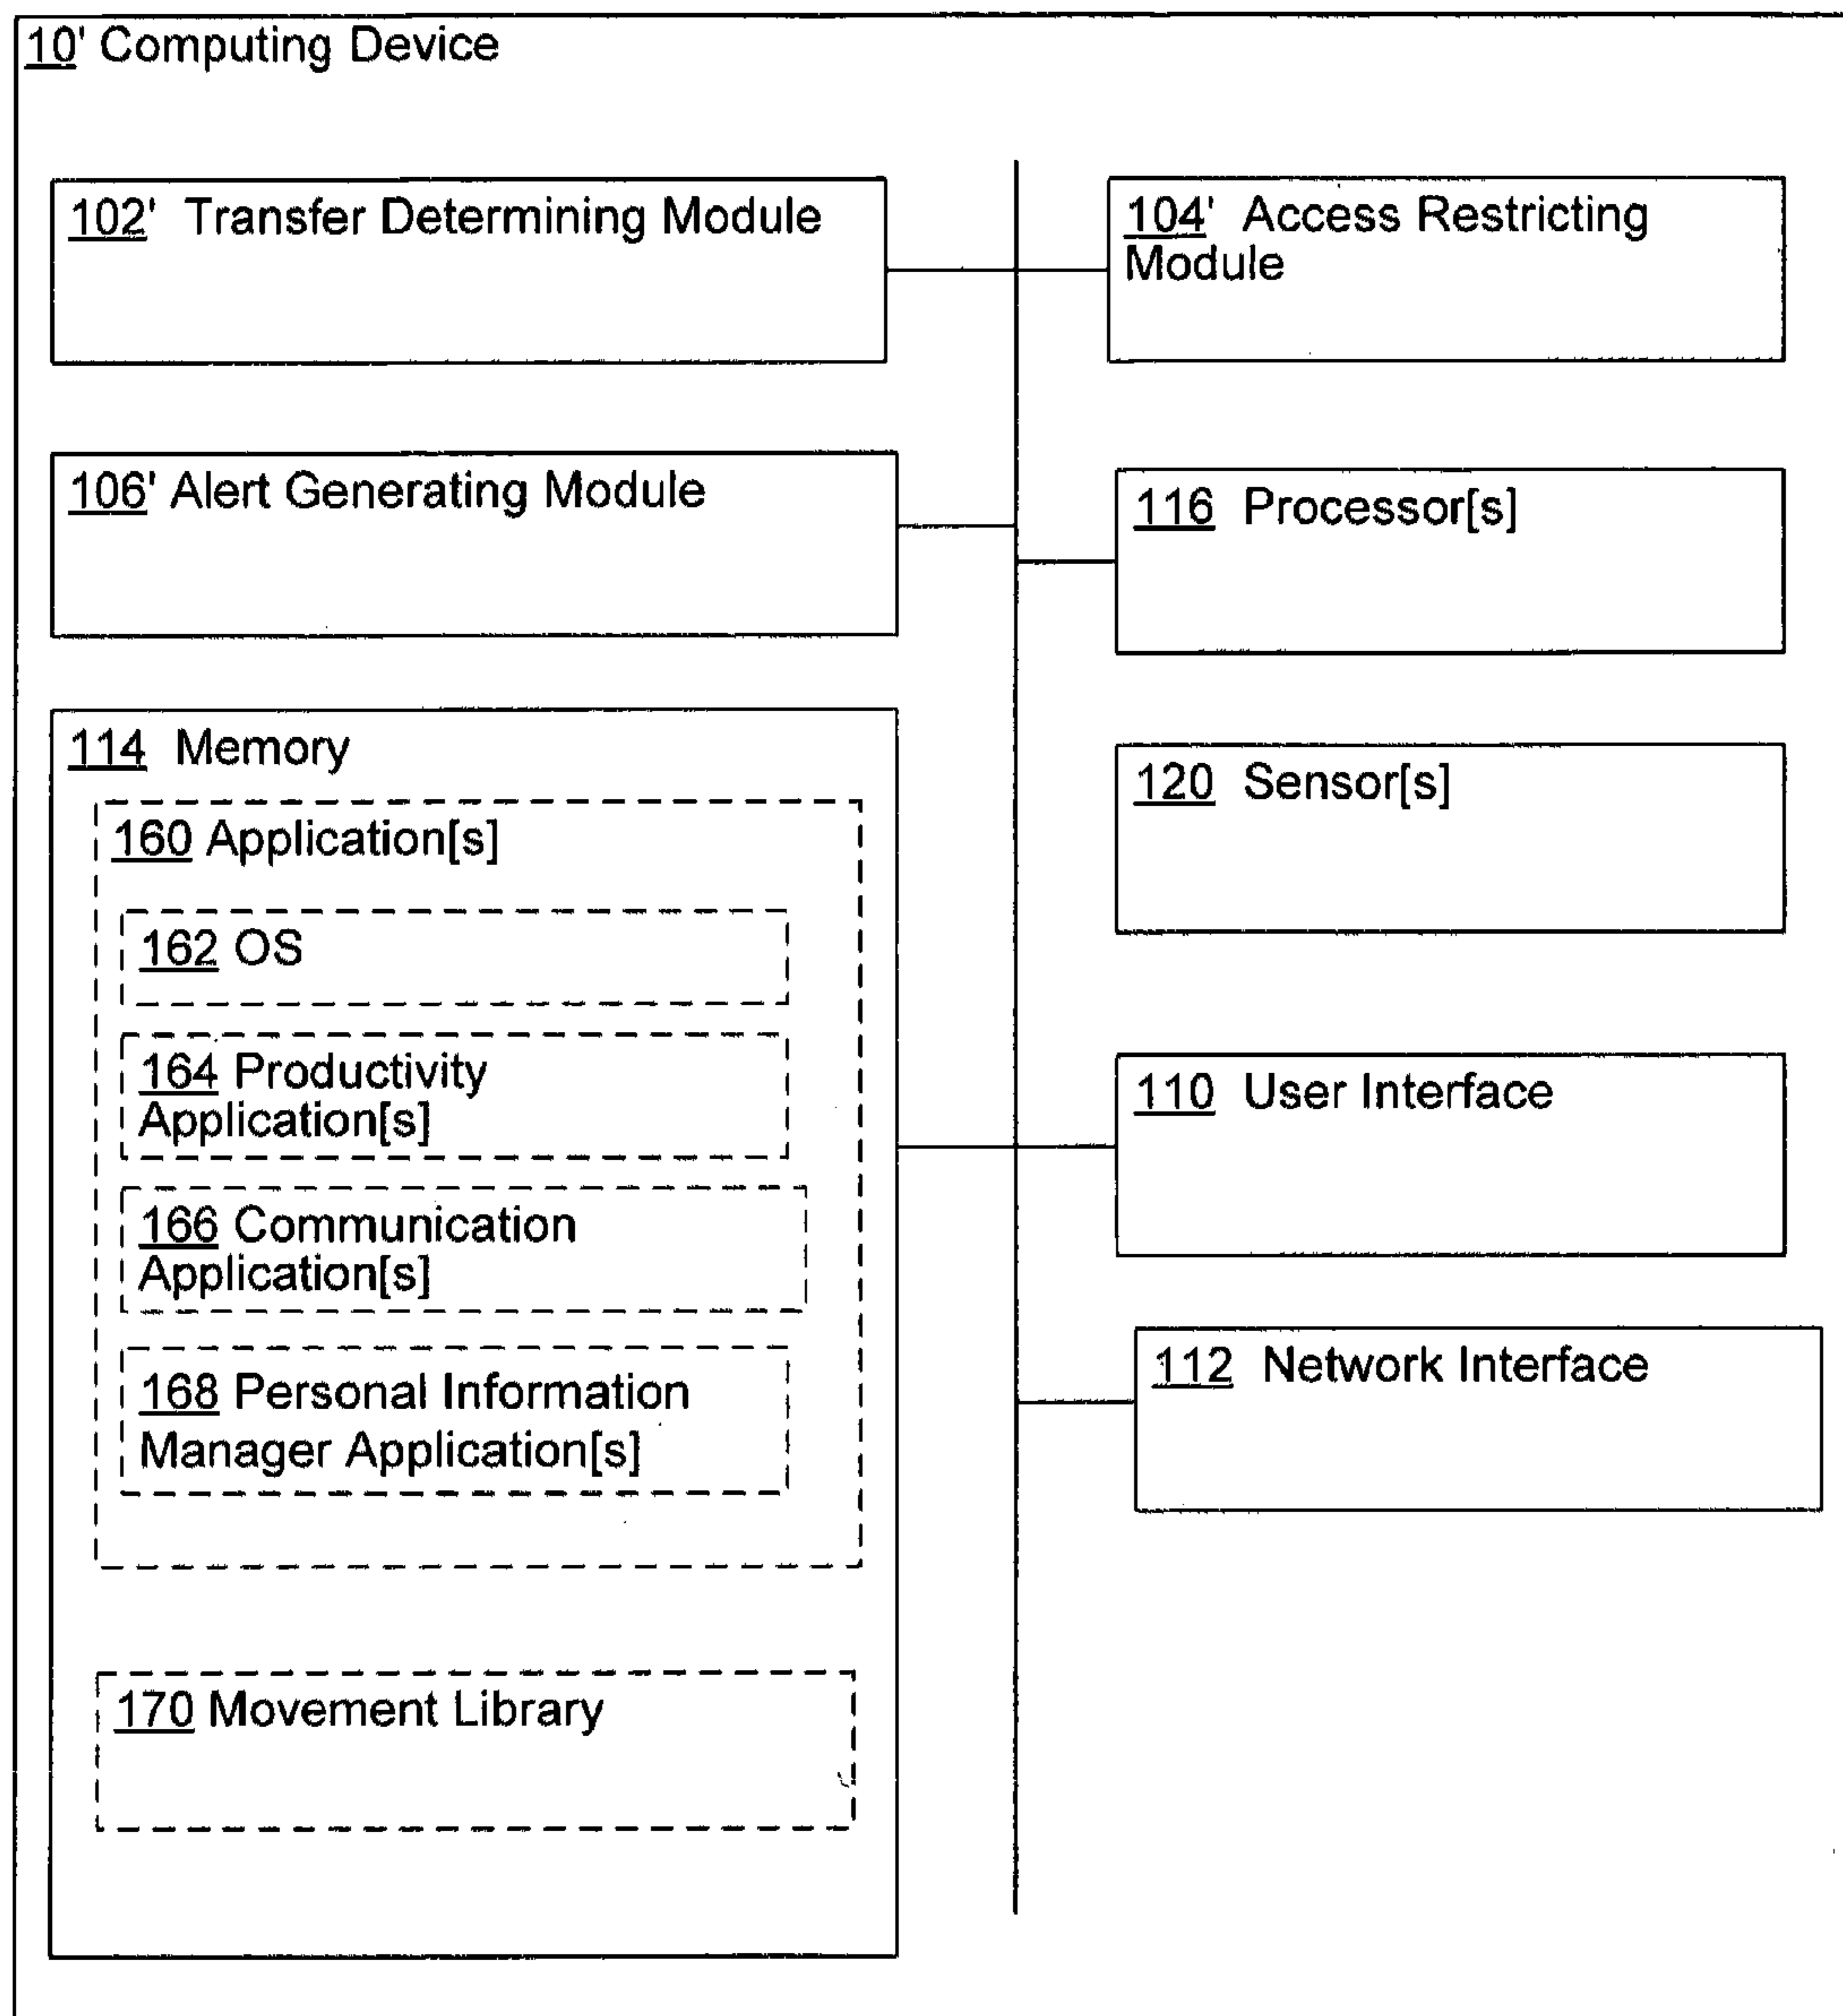 10' Computing Device
102' Transfer Determining Module
104' Access Restricting
Module
106' Alert Generating Module
116 Processor[s]
114 Memory
120 Sensor[s]
160 Application[s]
162 OS
164 Productivity
Application[s]
110 User Interface
166 Communication
Application[s]
112 Network Interface
168 Personal Information
Manager Application[s]
170 Movement Library